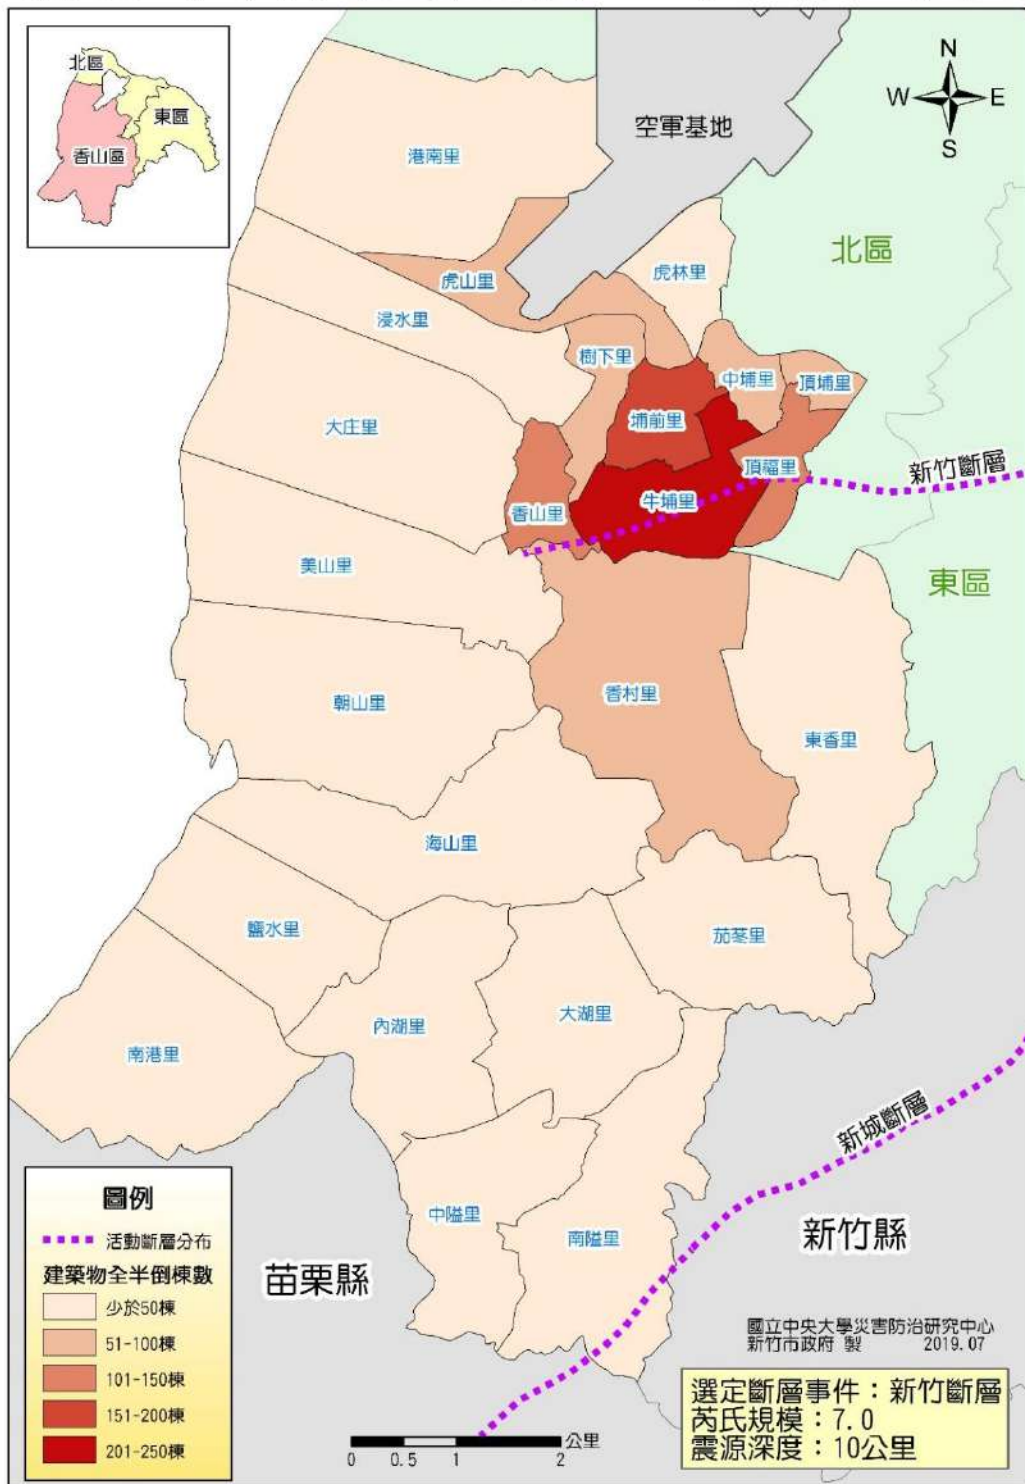 北區
東區
香山區
N
W
E
S
空軍基地
港南里
北區
虎林里
虎山里
浸水里
樹下里
中埔里
頂埔里
大庄里
埔前里
新竹斷層
頂福里
牛埔里
香山里
美山里
東區
香村里
朝山里
東香里
海山里
鹽水里
茄苳里
大湖里
內湖里
南港里
新城斷層
中隘里
南隘里
新竹縣
苗栗縣
圖例
活動斷層分布
建築物全半倒棟數
少於50棟
51-100棟
101-150棟
151-200棟
201-250棟
國立中央大學災害防治研究中心
新竹市政府 製 2019.07
選定斷層事件：新竹斷層
芮氏規模：7.0
震源深度：10公里
公里
0 0.5 1 2